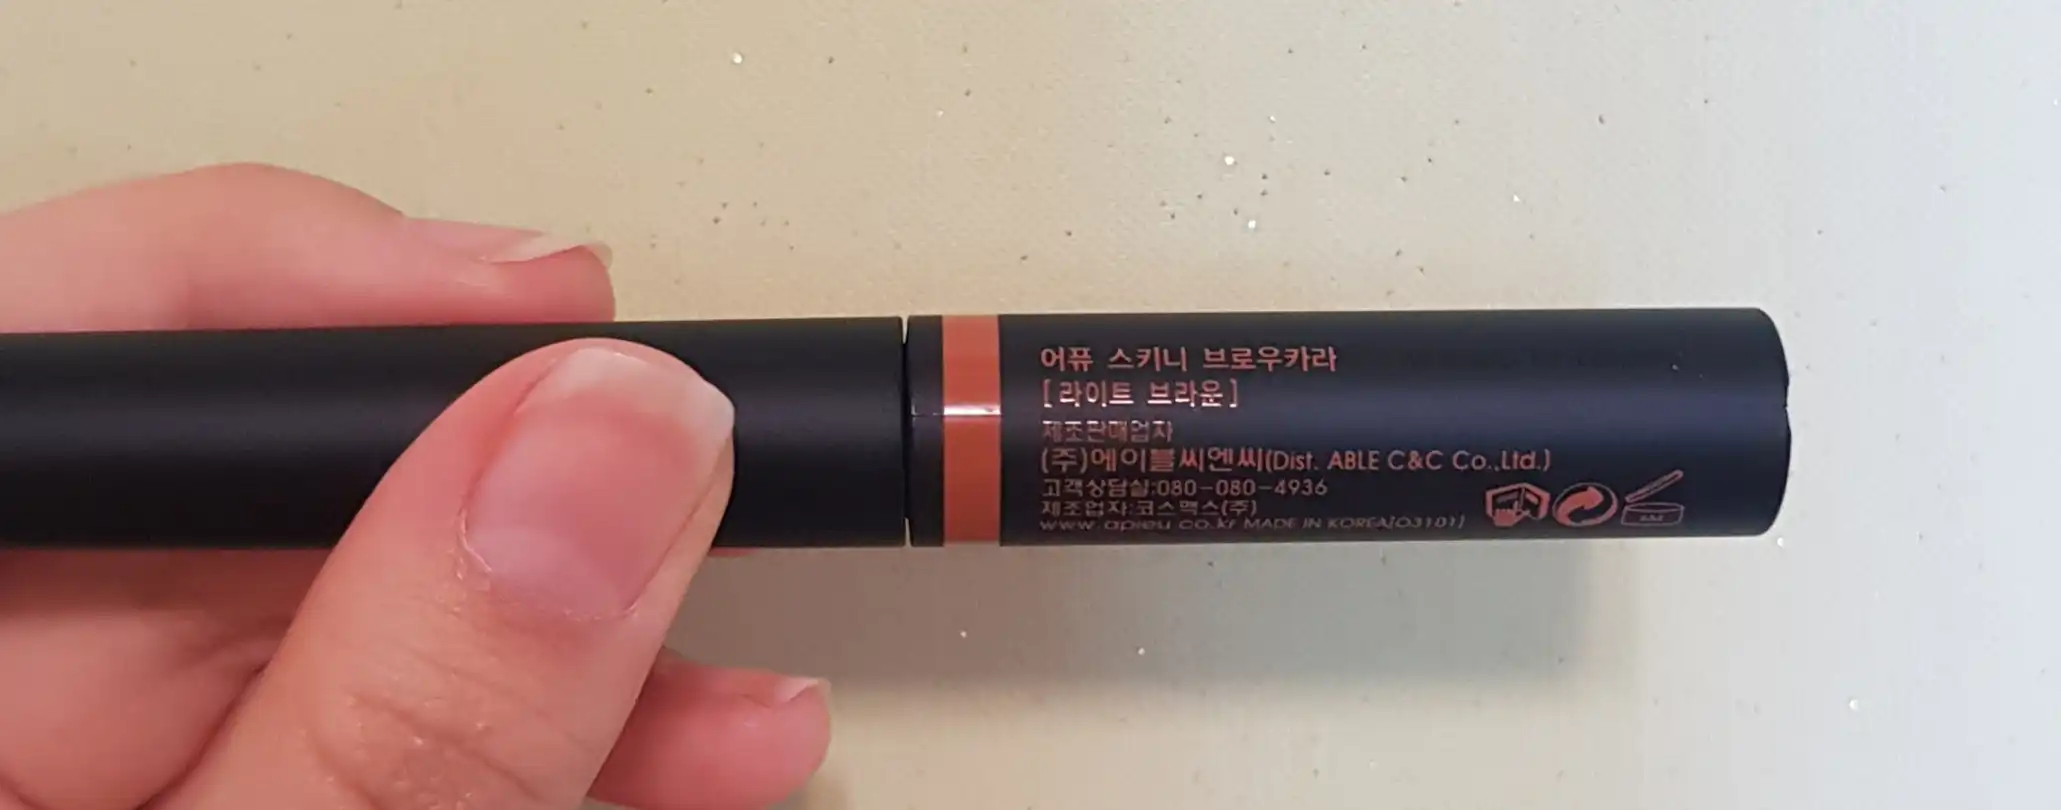 어퓨 스키니 브로우카라
[라이트 브라운]
제조판매업자
(주)에이블씨엔씨(Dist. ABLE C&C Co.,Ltd.)
고객상담실:080-080-4936
제조업자:코스맥스(주)
www.apieu.co.kr MADE IN KOREA[O3101]